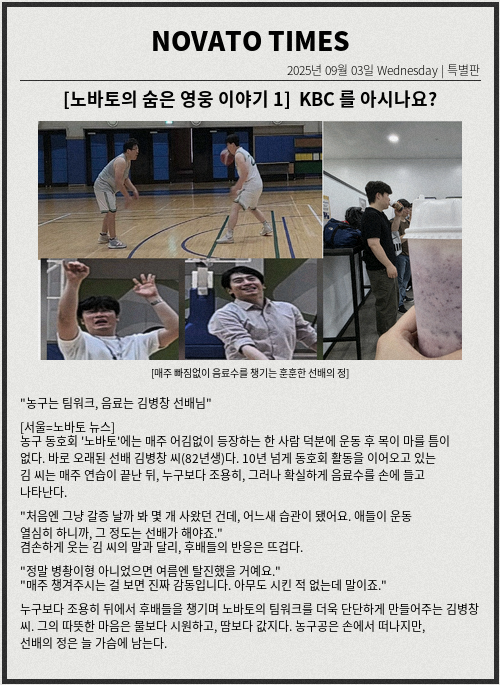 NOVATO TIMES
2025년 09월 03일 Wednesday | 특별판
[노바토의 숨은 영웅 이야기 1] KBC 를 아시나요?
[매주 빠짐없이 음료수를 챙기는 훈훈한 선배의 정]
"농구는 팀워크, 음료는 김병창 선배님"
[서울=노바토 뉴스]
농구 동호회 '노바토'에는 매주 어김없이 등장하는 한 사람 덕분에 운동 후 목이 마를 틈이
없다. 바로 오래된 선배 김병창 씨(82년생)다. 10년 넘게 동호회 활동을 이어오고 있는
김 씨는 매주 연습이 끝난 뒤, 누구보다 조용히, 그러나 확실하게 음료수를 손에 들고
나타난다.
"처음엔 그냥 갈증 날까 봐 몇 개 사왔던 건데, 어느새 습관이 됐어요. 애들이 운동
열심히 하니까, 그 정도는 선배가 해야죠."
겸손하게 웃는 김 씨의 말과 달리, 후배들의 반응은 뜨겁다.
"정말 병촹이형 아니었으면 여름엔 탈진했을 거예요."
"매주 챙겨주시는 걸 보면 진짜 감동입니다. 아무도 시킨 적 없는데 말이죠."
누구보다 조용히 뒤에서 후배들을 챙기며 노바토의 팀워크를 더욱 단단하게 만들어주는 김병창
씨. 그의 따뜻한 마음은 물보다 시원하고, 땀보다 값지다. 농구공은 손에서 떠나지만,
선배의 정은 늘 가슴에 남는다.